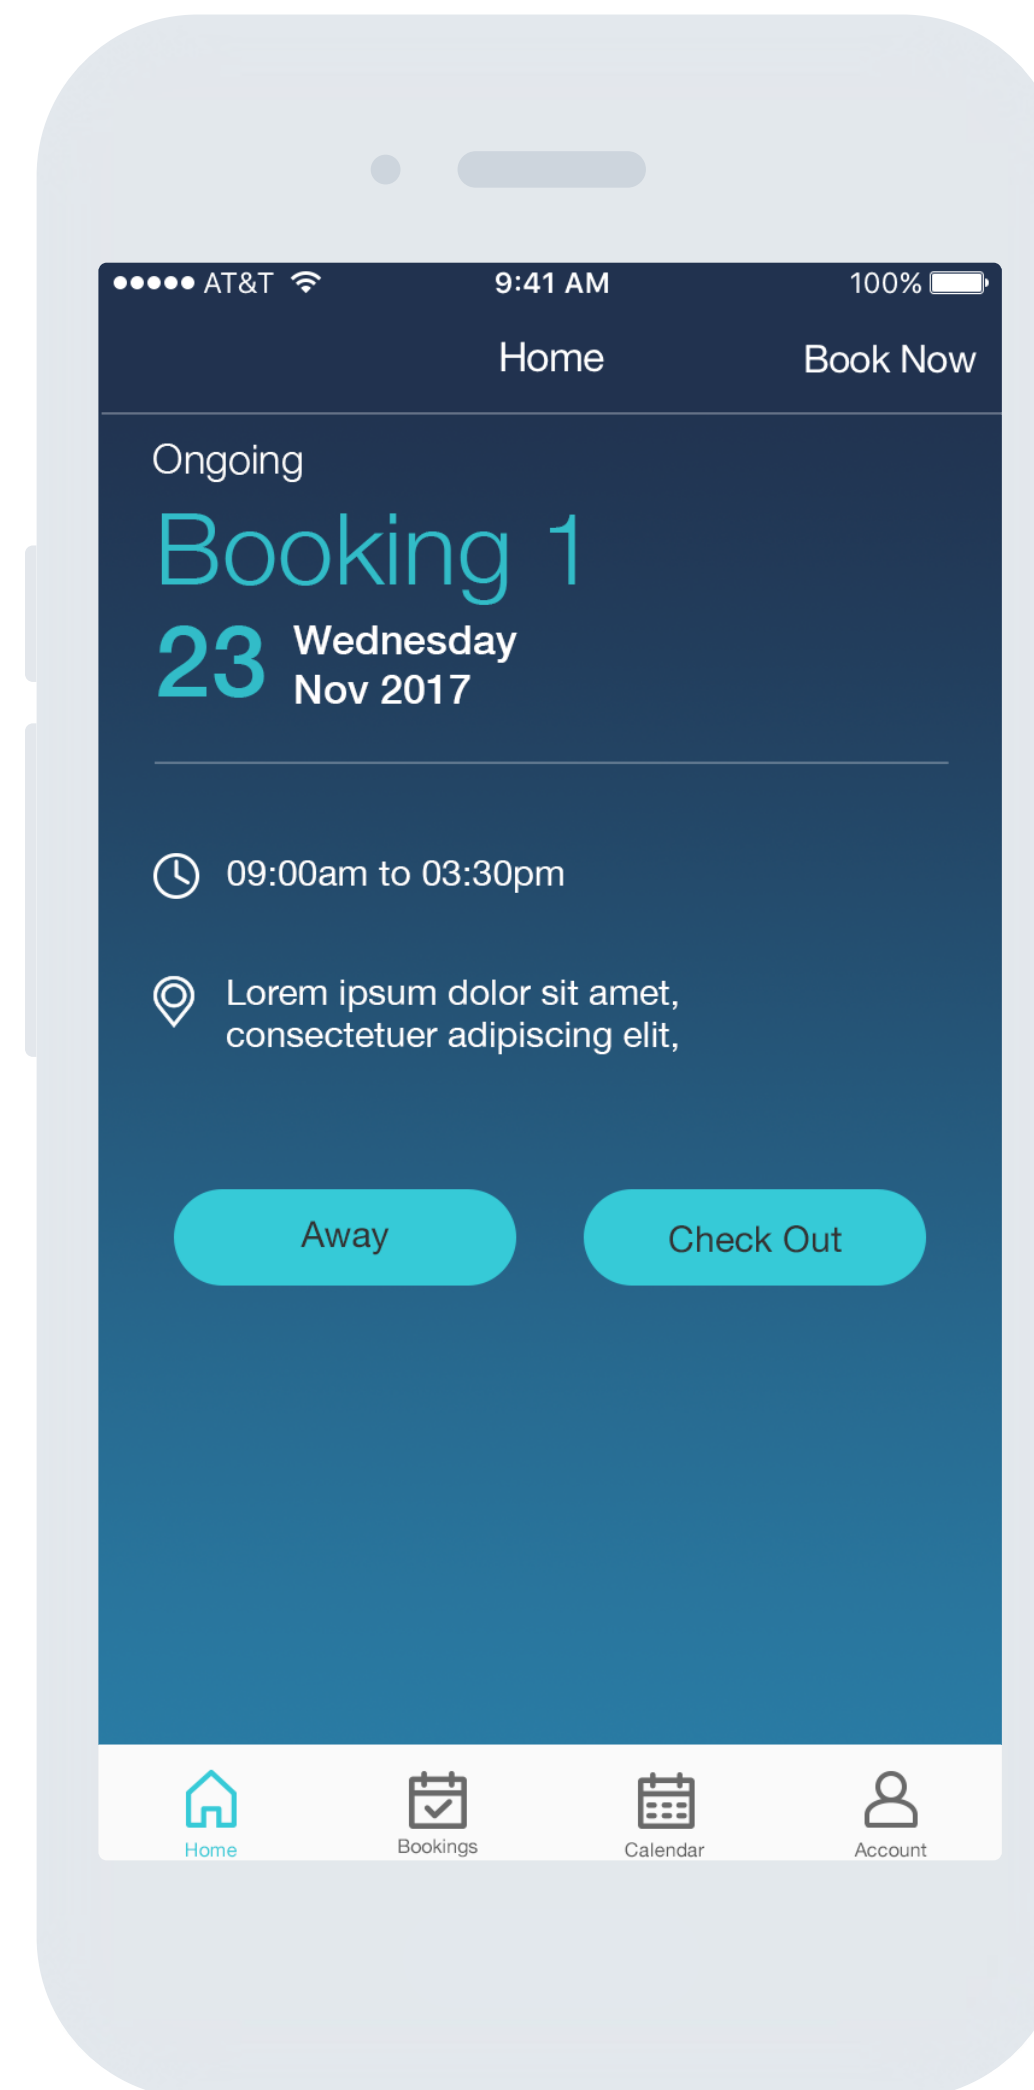 AT&T 9:41 AM 100%
Home Book Now
Ongoing
Booking 1
23 Wednesday
Nov 2017
09:00am to 03:30pm
Lorem ipsum dolor sit amet,
consectetuer adipiscing elit,
Away Check Out
Home Bookings Calendar Account